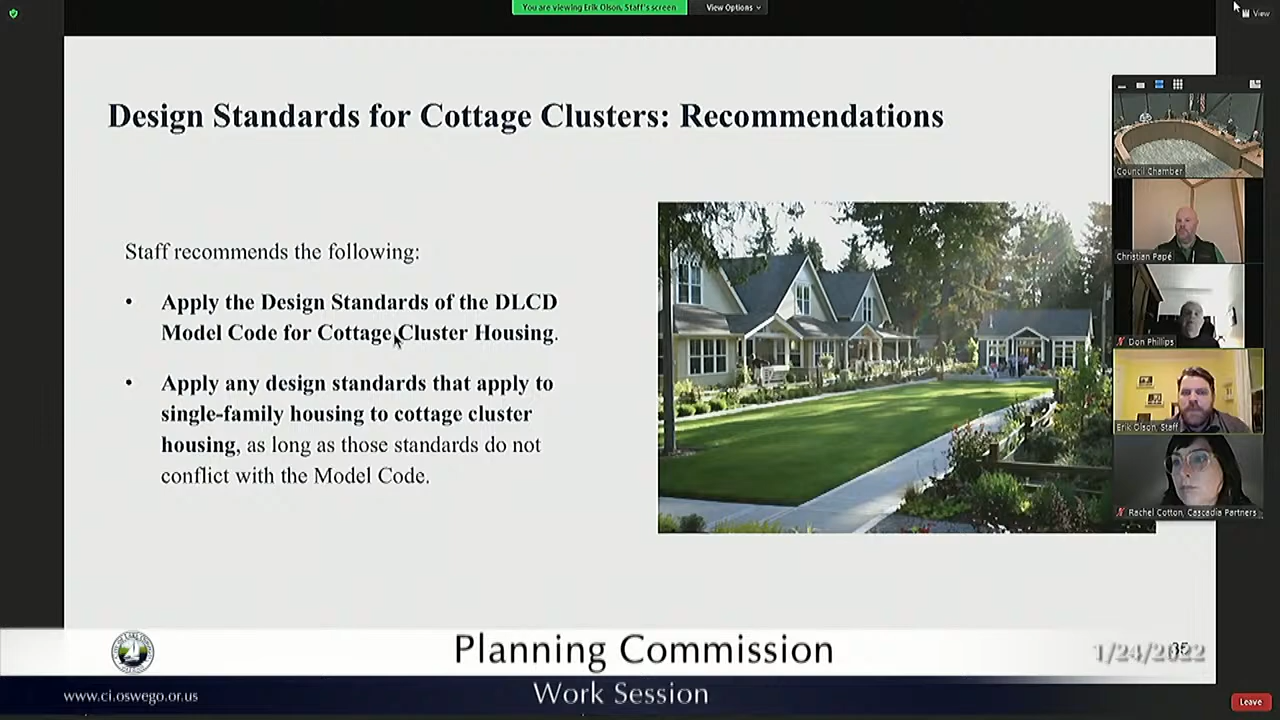 You are viewing Erik Olson, Staff's screen
View Options
View
Design Standards for Cottage Clusters: Recommendations
Staff recommends the following:
• Apply the Design Standards of the DLCD
Model Code for Cottage Cluster Housing.
• Apply any design standards that apply to
single-family housing to cottage cluster
housing, as long as those standards do not
conflict with the Model Code.
Council Chamber
Christian Papé
Don Phillips
Erik Olson, Staff
Rachel Cotton, Cascadia Partners
Planning Commission
1/24/2022
www.ci.oswego.or.us
Work Session
Leave